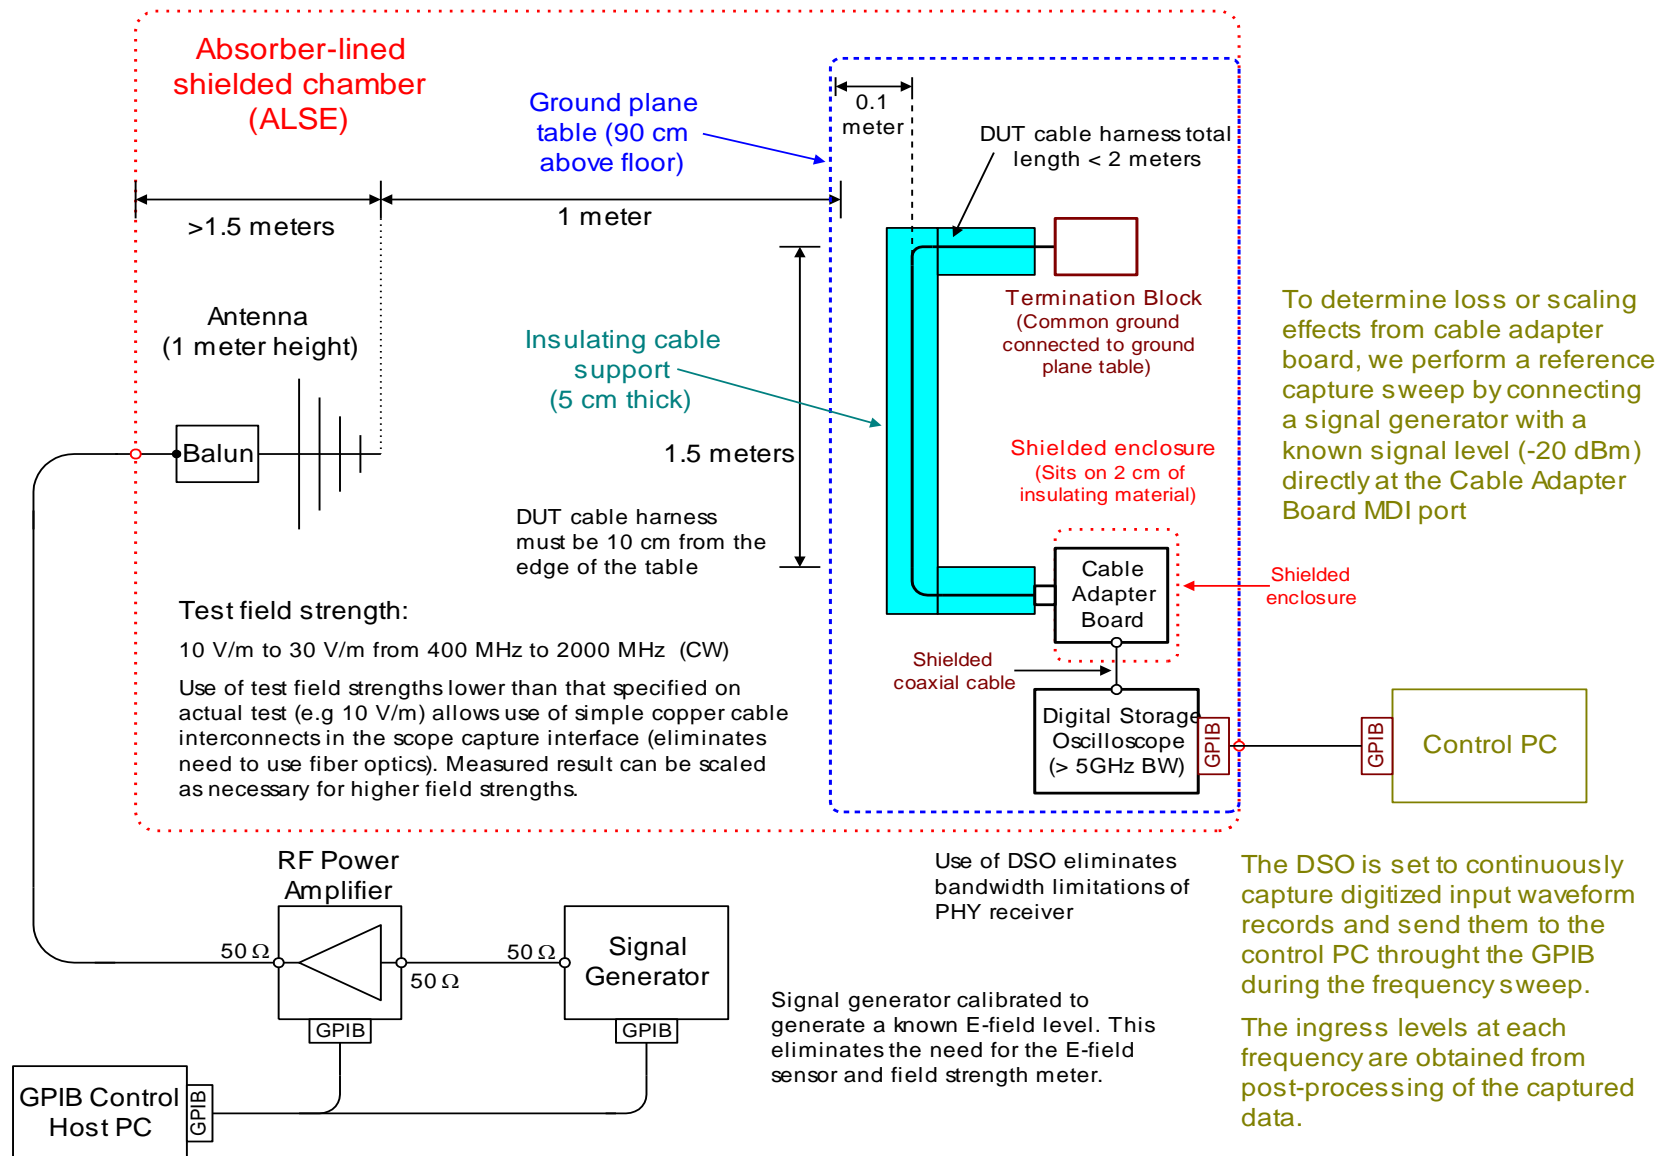 Absorber-lined
shielded chamber
(ALSE)
Ground plane
table (90 cm
above floor)
0.1
meter
DUT cable harness total
length < 2 meters
>1.5 meters
1 meter
Antenna
(1 meter height)
Balun
Insulating cable
support
(5 cm thick)
1.5 meters
DUT cable harness
must be 10 cm from the
edge of the table
Termination Block
(Common ground
connected to ground
plane table)
Shielded enclosure
(Sits on 2 cm of
insulating material)
Cable
Adapter
Board
Shielded
enclosure
Shielded
coaxial cable
Digital Storage
Oscilloscope
(> 5GHz BW)
GPIB
GPIB
Control PC
To determine loss or scaling
effects from cable adapter
board, we perform a reference
capture sweep by connecting
a signal generator with a
known signal level (-20 dBm)
directly at the Cable Adapter
Board MDI port
Test field strength:
10 V/m to 30 V/m from 400 MHz to 2000 MHz (CW)
Use of test field strengths lower than that specified on
actual test (e.g 10 V/m) allows use of simple copper cable
interconnects in the scope capture interface (eliminates
need to use fiber optics). Measured result can be scaled
as necessary for higher field strengths.
RF Power
Amplifier
50 Ω
50 Ω
50 Ω
Signal
Generator
GPIB
GPIB
GPIB Control
Host PC
GPIB
Use of DSO eliminates
bandwidth limitations of
PHY receiver
Signal generator calibrated to
generate a known E-field level. This
eliminates the need for the E-field
sensor and field strength meter.
The DSO is set to continuously
capture digitized input waveform
records and send them to the
control PC throught the GPIB
during the frequency sweep.
The ingress levels at each
frequency are obtained from
post-processing of the captured
data.